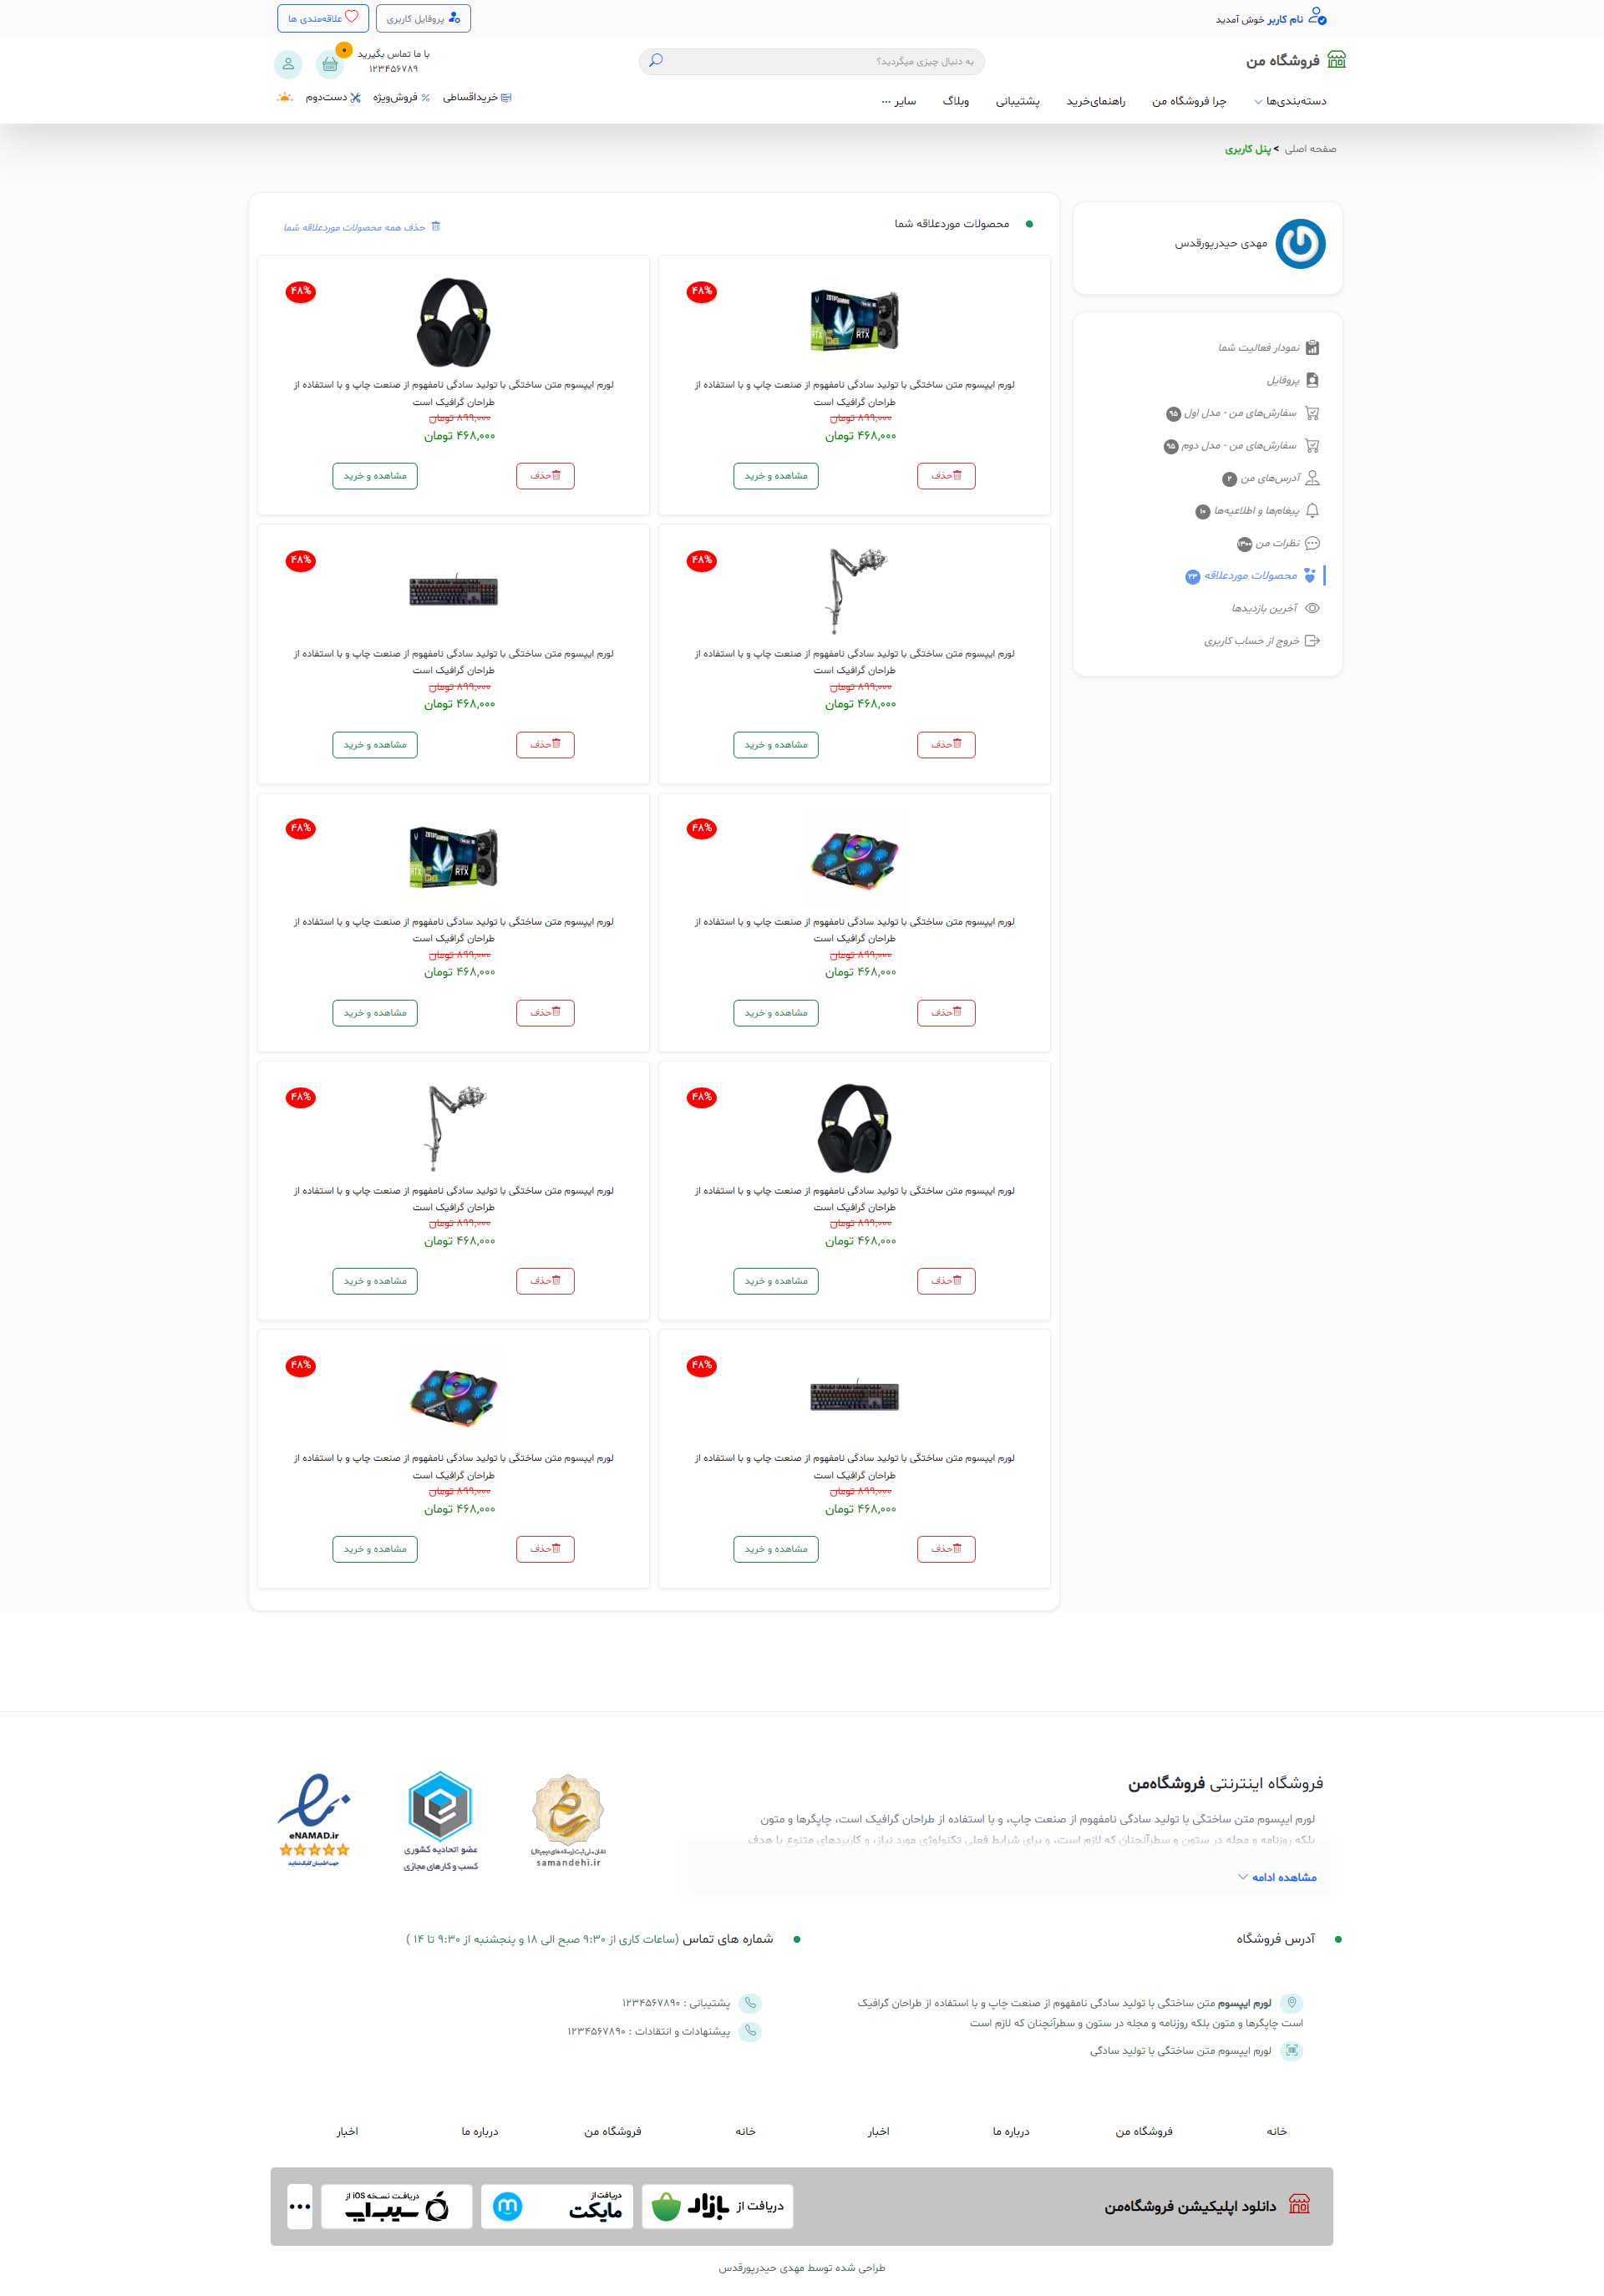 نام کاربر خوش آمدید
پروفایل کاربری
علاقه‌مندی ها
فروشگاه من
به دنبال چیزی میگردید؟
با ما تماس بگیرید
۱۲۳۴۵۶۷۸۹
۰
دسته‌بندی‌ها
چرا فروشگاه من
راهنمای‌خرید
پشتیبانی
وبلاگ
سایر
خریداقساطی
فروش‌ویژه
دست‌دوم
صفحه اصلی > پنل کاربری
مهدی حیدرپورقدس
نمودار فعالیت شما
پروفایل
سفارش‌های من - مدل اول ۹۵
سفارش‌های من - مدل دوم ۹۵
آدرس‌های من ۲
پیغام‌ها و اطلاعیه‌ها ۱۰
نظرات من ۱۳۰۰
محصولات موردعلاقه ۲۳
آخرین بازدیدها
خروج از حساب کاربری
محصولات موردعلاقه شما
حذف همه محصولات موردعلاقه شما
۴۸%
لورم ایپسوم متن ساختگی با تولید سادگی نامفهوم از صنعت چاپ و با استفاده از
طراحان گرافیک است
۸۹۹,۰۰۰ تومان
۴۶۸,۰۰۰ تومان
حذف
مشاهده و خرید
۴۸%
لورم ایپسوم متن ساختگی با تولید سادگی نامفهوم از صنعت چاپ و با استفاده از
طراحان گرافیک است
۸۹۹,۰۰۰ تومان
۴۶۸,۰۰۰ تومان
حذف
مشاهده و خرید
۴۸%
لورم ایپسوم متن ساختگی با تولید سادگی نامفهوم از صنعت چاپ و با استفاده از
طراحان گرافیک است
۸۹۹,۰۰۰ تومان
۴۶۸,۰۰۰ تومان
حذف
مشاهده و خرید
۴۸%
لورم ایپسوم متن ساختگی با تولید سادگی نامفهوم از صنعت چاپ و با استفاده از
طراحان گرافیک است
۸۹۹,۰۰۰ تومان
۴۶۸,۰۰۰ تومان
حذف
مشاهده و خرید
۴۸%
لورم ایپسوم متن ساختگی با تولید سادگی نامفهوم از صنعت چاپ و با استفاده از
طراحان گرافیک است
۸۹۹,۰۰۰ تومان
۴۶۸,۰۰۰ تومان
حذف
مشاهده و خرید
۴۸%
لورم ایپسوم متن ساختگی با تولید سادگی نامفهوم از صنعت چاپ و با استفاده از
طراحان گرافیک است
۸۹۹,۰۰۰ تومان
۴۶۸,۰۰۰ تومان
حذف
مشاهده و خرید
۴۸%
لورم ایپسوم متن ساختگی با تولید سادگی نامفهوم از صنعت چاپ و با استفاده از
طراحان گرافیک است
۸۹۹,۰۰۰ تومان
۴۶۸,۰۰۰ تومان
حذف
مشاهده و خرید
۴۸%
لورم ایپسوم متن ساختگی با تولید سادگی نامفهوم از صنعت چاپ و با استفاده از
طراحان گرافیک است
۸۹۹,۰۰۰ تومان
۴۶۸,۰۰۰ تومان
حذف
مشاهده و خرید
۴۸%
لورم ایپسوم متن ساختگی با تولید سادگی نامفهوم از صنعت چاپ و با استفاده از
طراحان گرافیک است
۸۹۹,۰۰۰ تومان
۴۶۸,۰۰۰ تومان
حذف
مشاهده و خرید
۴۸%
لورم ایپسوم متن ساختگی با تولید سادگی نامفهوم از صنعت چاپ و با استفاده از
طراحان گرافیک است
۸۹۹,۰۰۰ تومان
۴۶۸,۰۰۰ تومان
حذف
مشاهده و خرید
فروشگاه اینترنتی فروشگاه‌من
لورم ایپسوم متن ساختگی با تولید سادگی نامفهوم از صنعت چاپ، و با استفاده از طراحان گرافیک است، چاپگرها و متون
بلکه روزنامه و مجله در ستون و سطرآنچنان که لازم است، و برای شرایط فعلی تکنولوژی مورد نیاز، و کاربردهای متنوع با هدف
مشاهده ادامه
samandehi.ir
عضو اتحادیه کشوری
کسب و کارهای مجازی
eNAMAD.ir
جهت اطمینان کلیک نمایید
آدرس فروشگاه
لورم ایپسوم متن ساختگی با تولید سادگی نامفهوم از صنعت چاپ و با استفاده از طراحان گرافیک
است چاپگرها و متون بلکه روزنامه و مجله در ستون و سطرآنچنان که لازم است
لورم ایپسوم متن ساختگی با تولید سادگی
شماره های تماس (ساعات کاری از ۹:۳۰ صبح الی ۱۸ و پنجشنبه از ۹:۳۰ تا ۱۴ )
پشتیبانی : ۱۲۳۴۵۶۷۸۹۰
پیشنهادات و انتقادات : ۱۲۳۴۵۶۷۸۹۰
خانه
فروشگاه من
درباره ما
اخبار
خانه
فروشگاه من
درباره ما
اخبار
دانلود اپلیکیشن فروشگاه‌من
دریافت از بازار
دریافت از
مایکت
دریافت نسخه iOS از
سیب‌اپ
طراحی شده توسط مهدی حیدرپورقدس